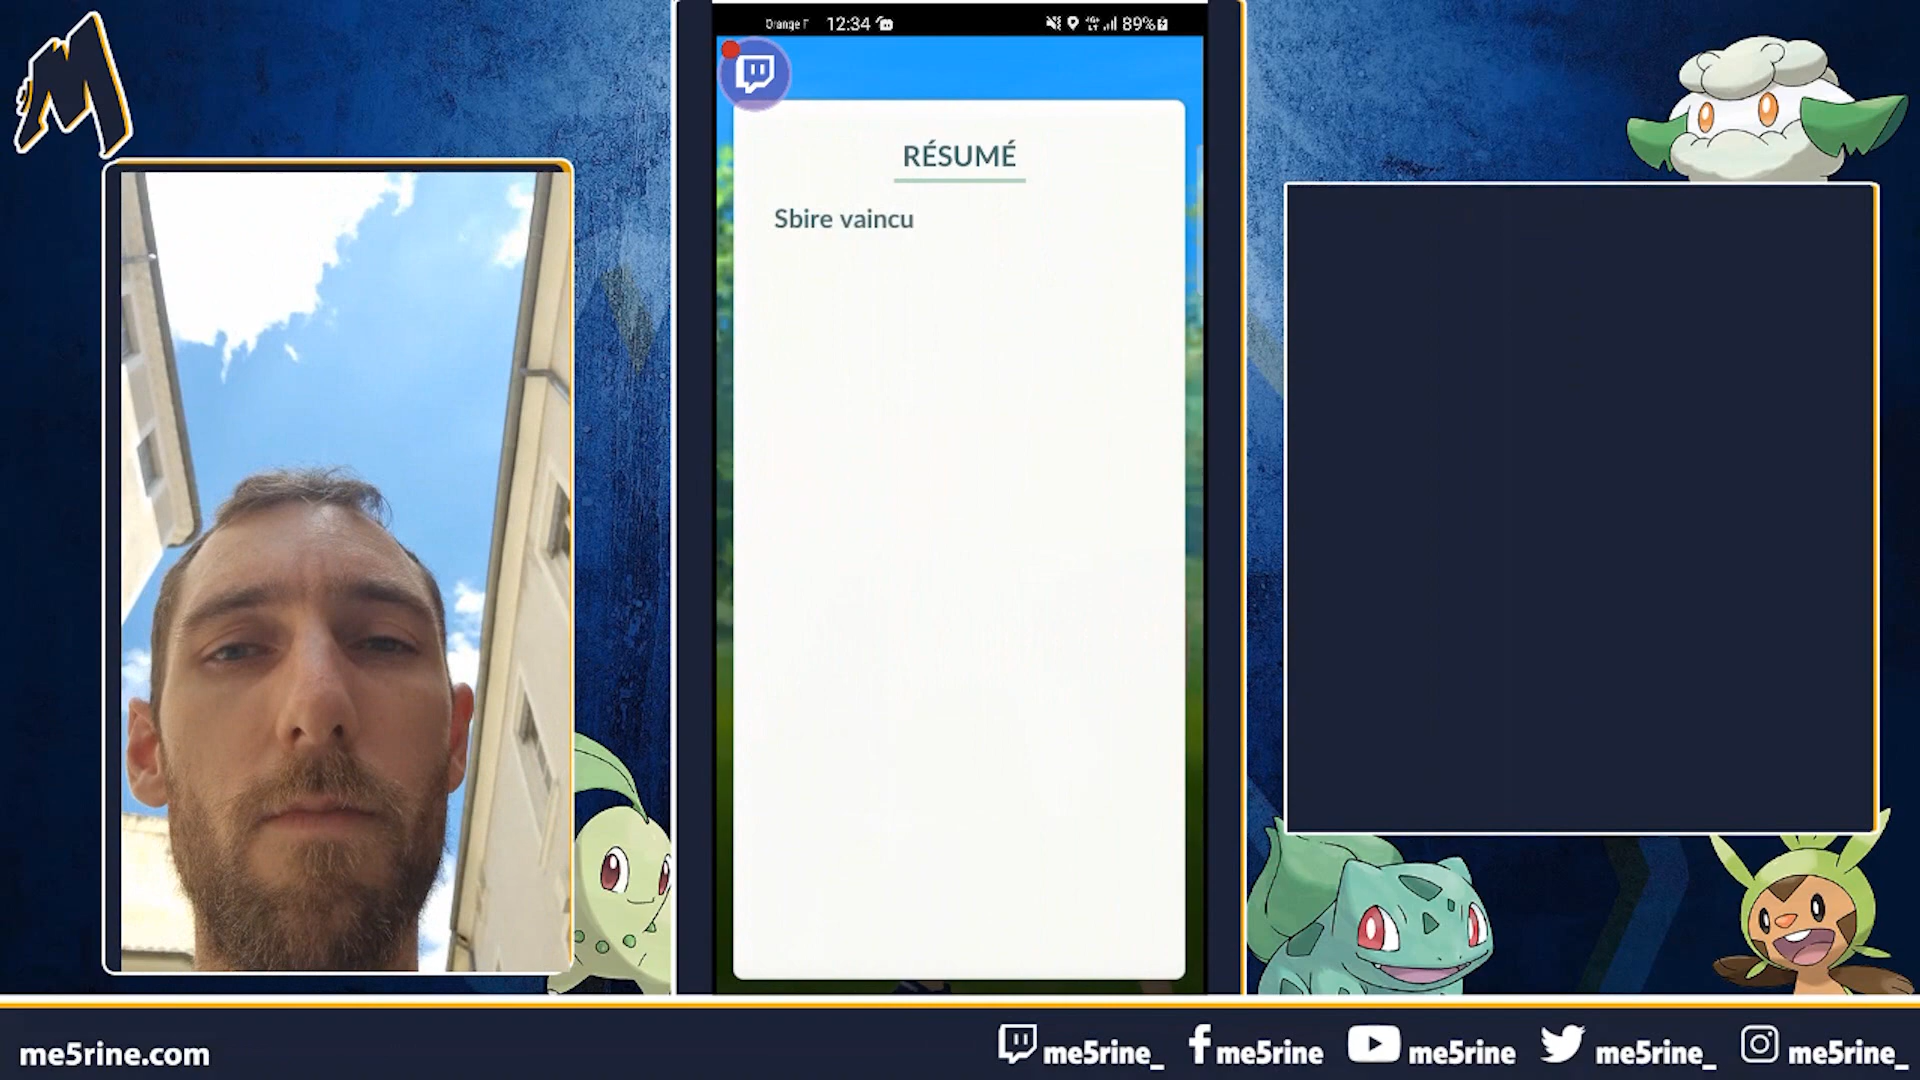 M
Orange F 12:34 89%
RÉSUMÉ
Sbire vaincu
me5rine.com
me5rine_ me5rine me5rine me5rine_ me5rine_